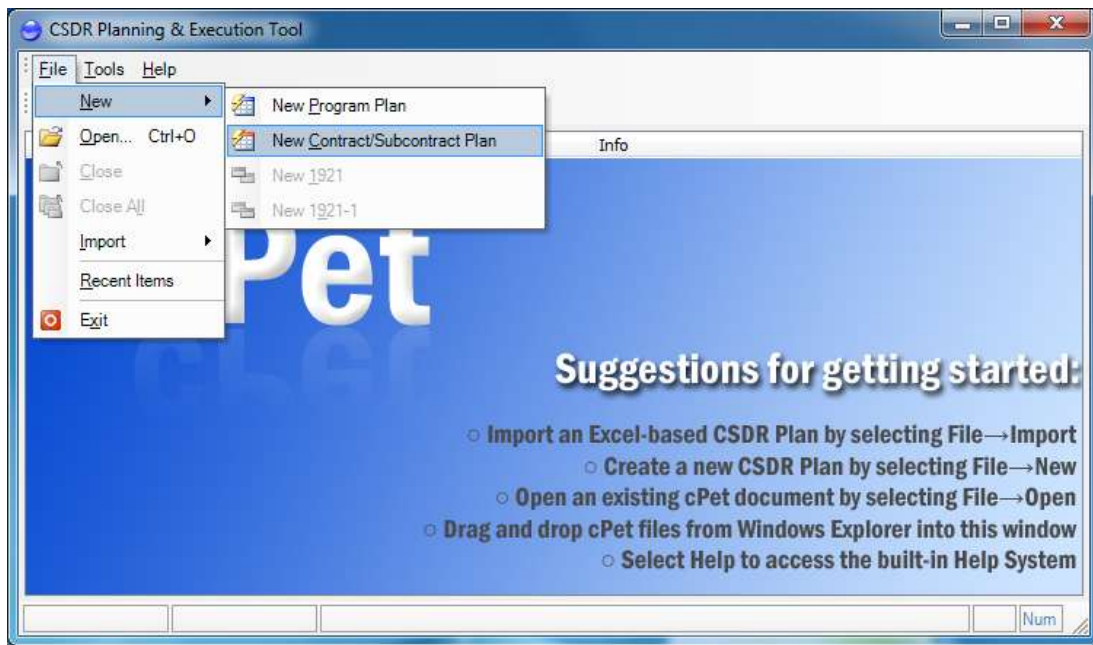 CSDR Planning & Execution Tool
File Tools Help
New
New Program Plan
Open... Ctrl+O
New Contract/Subcontract Plan
Info
Close
New 1921
Close All
New 1921-1
Import
Recent Items
Exit
Pet
Suggestions for getting started:
○ Import an Excel-based CSDR Plan by selecting File→Import
○ Create a new CSDR Plan by selecting File→New
○ Open an existing cPet document by selecting File→Open
○ Drag and drop cPet files from Windows Explorer into this window
○ Select Help to access the built-in Help System
Num